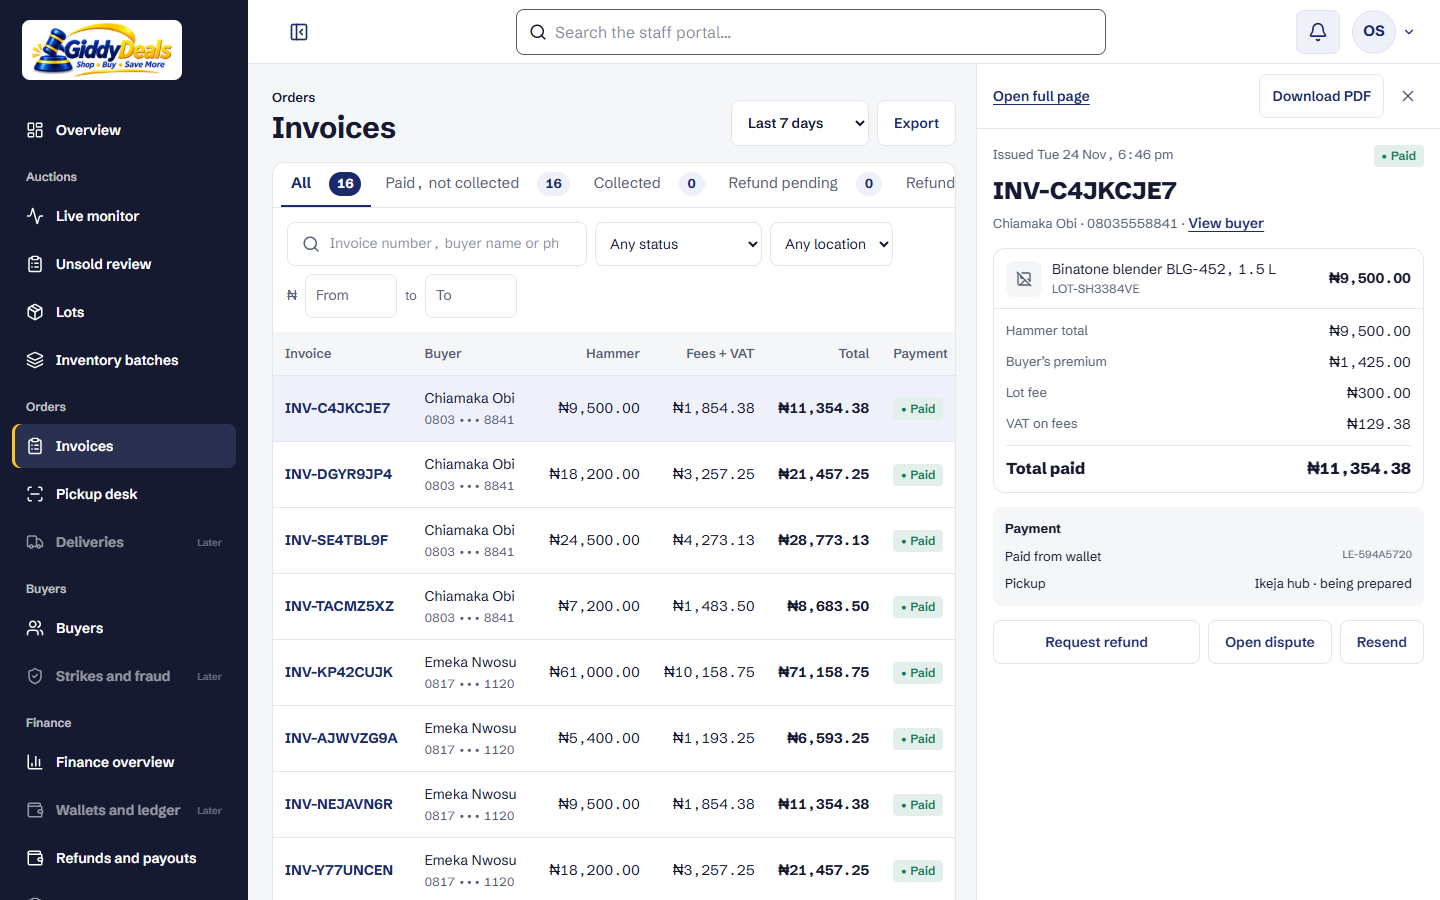 GiddyDeals
Shop • Buy • Save More
Overview
Auctions
Live monitor
Unsold review
Lots
Inventory batches
Orders
Invoices
Pickup desk
Deliveries Later
Buyers
Buyers
Strikes and fraud Later
Finance
Finance overview
Wallets and ledger Later
Refunds and payouts
Search the staff portal...
OS
Orders
Invoices
Last 7 days
Export
All 16 Paid, not collected 16 Collected 0 Refund pending 0 Refund
Invoice number, buyer name or ph
Any status
Any location
₦ From to To
Invoice Buyer Hammer Fees + VAT Total Payment
INV-C4JKCJE7 Chiamaka Obi ₦9,500.00 ₦1,854.38 ₦11,354.38 • Paid
0803 ••• 8841
INV-DGYR9JP4 Chiamaka Obi ₦18,200.00 ₦3,257.25 ₦21,457.25 • Paid
0803 ••• 8841
INV-SE4TBL9F Chiamaka Obi ₦24,500.00 ₦4,273.13 ₦28,773.13 • Paid
0803 ••• 8841
INV-TACMZ5XZ Chiamaka Obi ₦7,200.00 ₦1,483.50 ₦8,683.50 • Paid
0803 ••• 8841
INV-KP42CUJK Emeka Nwosu ₦61,000.00 ₦10,158.75 ₦71,158.75 • Paid
0817 ••• 1120
INV-AJWVZG9A Emeka Nwosu ₦5,400.00 ₦1,193.25 ₦6,593.25 • Paid
0817 ••• 1120
INV-NEJAVN6R Emeka Nwosu ₦9,500.00 ₦1,854.38 ₦11,354.38 • Paid
0817 ••• 1120
INV-Y77UNCEN Emeka Nwosu ₦18,200.00 ₦3,257.25 ₦21,457.25 • Paid
0817 ••• 1120
Open full page
Download PDF
Issued Tue 24 Nov, 6:46 pm • Paid
INV-C4JKCJE7
Chiamaka Obi · 08035558841 · View buyer
Binatone blender BLG-452, 1.5 L ₦9,500.00
LOT-SH3384VE
Hammer total ₦9,500.00
Buyer's premium ₦1,425.00
Lot fee ₦300.00
VAT on fees ₦129.38
Total paid ₦11,354.38
Payment
Paid from wallet LE-594A5720
Pickup Ikeja hub · being prepared
Request refund
Open dispute
Resend